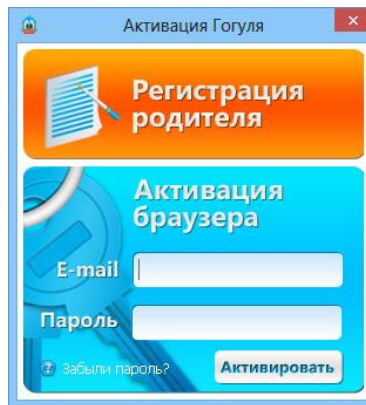 Активация Гогуля
Регистрация
родителя
Активация
браузера
E-mail
Пароль
Забыли пароль?
Активировать